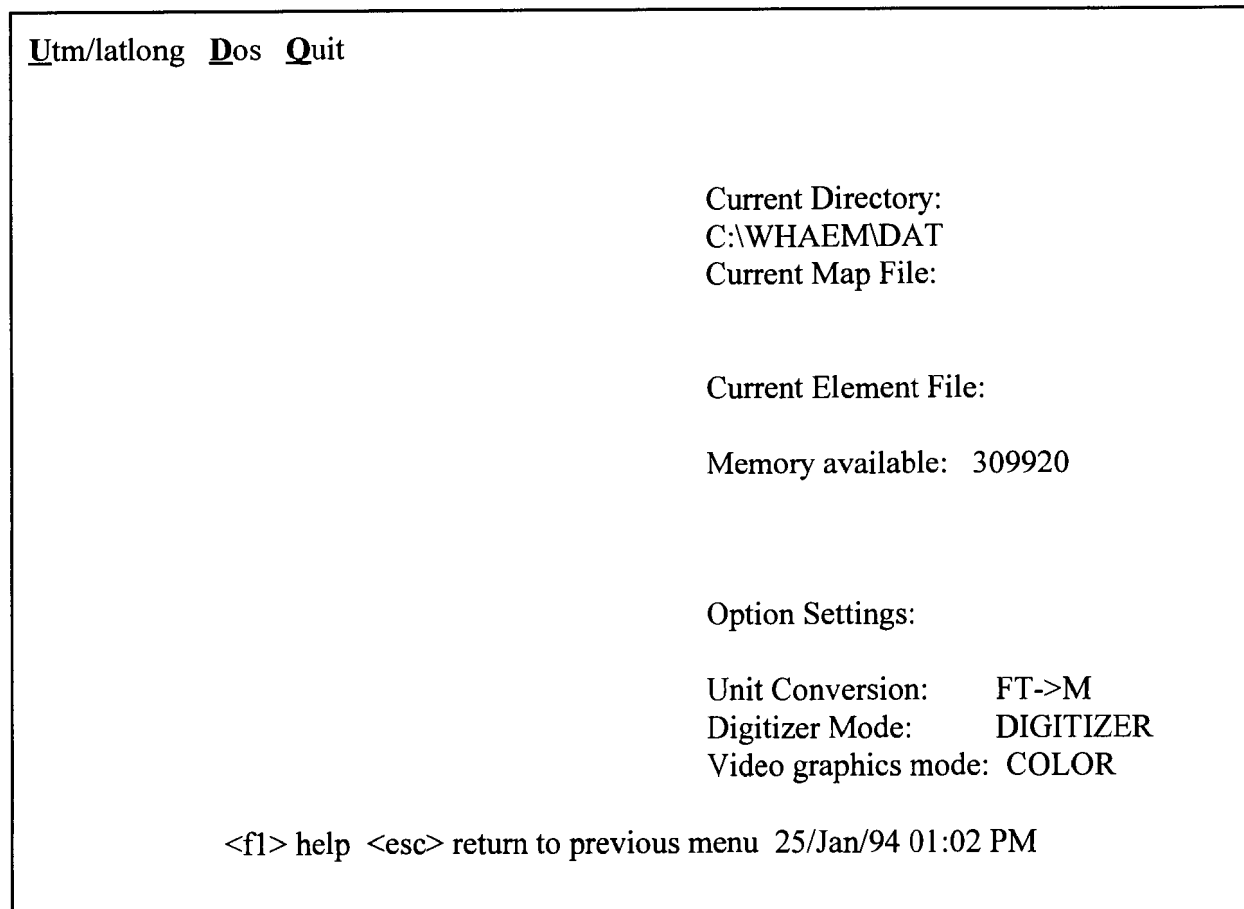 Utm/latlong Dos Quit
Current Directory:
C:\WHAEM\DAT
Current Map File:
Current Element File:
Memory available: 309920
Option Settings:
Unit Conversion: FT->M
Digitizer Mode: DIGITIZER
Video graphics mode: COLOR
<f1> help <esc> return to previous menu 25/Jan/94 01:02 PM